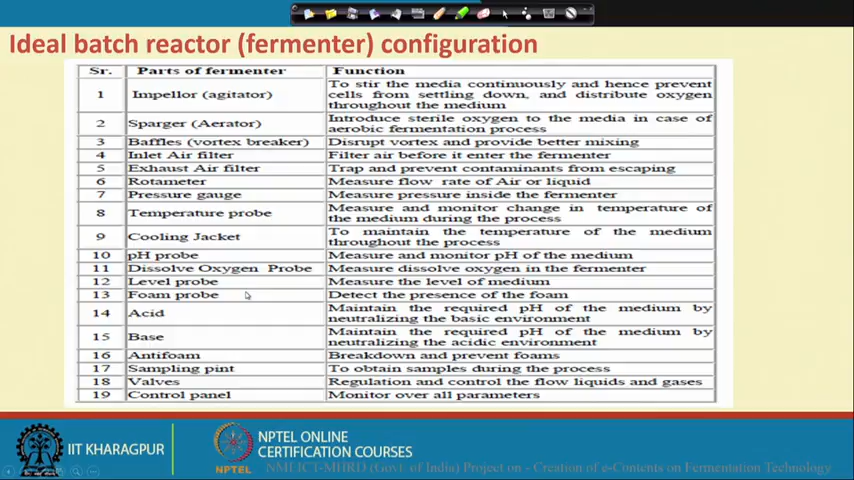 Ideal batch reactor (fermenter) configuration
Sr. Parts of fermenter Function
1 Impellor (agitator) To stir the media continuously and hence prevent
cells from settling down, and distribute oxygen
throughout the medium
2 Sparger (Aerator) Introduce sterile oxygen to the media in case of
aerobic fermentation process
3 Baffles (vortex breaker) Disrupt vortex and provide better mixing
4 Inlet Air filter Filter air before it enter the fermenter
5 Exhaust Air filter Trap and prevent contaminants from escaping
6 Rotameter Measure flow rate of Air or liquid
7 Pressure gauge Measure pressure inside the fermenter
8 Temperature probe Measure and monitor change in temperature of
the medium during the process
9 Cooling Jacket To maintain the temperature of the medium
throughout the process
10 pH probe Measure and monitor pH of the medium
11 Dissolve Oxygen Probe Measure dissolve oxygen in the fermenter
12 Level probe Measure the level of medium
13 Foam probe Detect the presence of the foam
14 Acid Maintain the required pH of the medium by
neutralizing the basic environment
15 Base Maintain the required pH of the medium by
neutralizing the acidic environment
16 Antifoam Breakdown and prevent foams
17 Sampling pint To obtain samples during the process
18 Valves Regulation and control the flow liquids and gases
19 Control panel Monitor over all parameters
IIT KHARAGPUR
NPTEL ONLINE
CERTIFICATION COURSES
NPTEL
NMEICT-MHRD (Govt. of India) Project on - Creation of e-Contents on Fermentation Technology